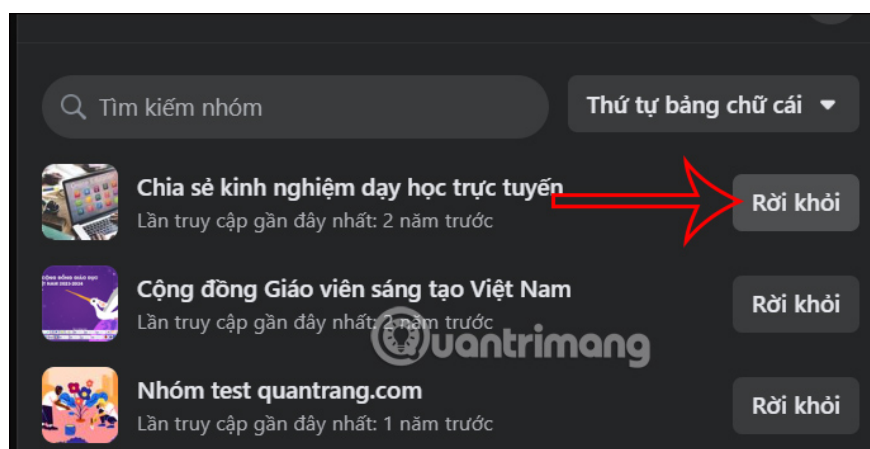 Tìm kiếm nhóm
Thứ tự bảng chữ cái
Chia sẻ kinh nghiệm dạy học trực tuyến
Lần truy cập gần đây nhất: 2 năm trước
Rời khỏi
Cộng đồng Giáo viên sáng tạo Việt Nam
Lần truy cập gần đây nhất: 2 năm trước
Rời khỏi
Quantrimang
Nhóm test quantrang.com
Lần truy cập gần đây nhất: 1 năm trước
Rời khỏi